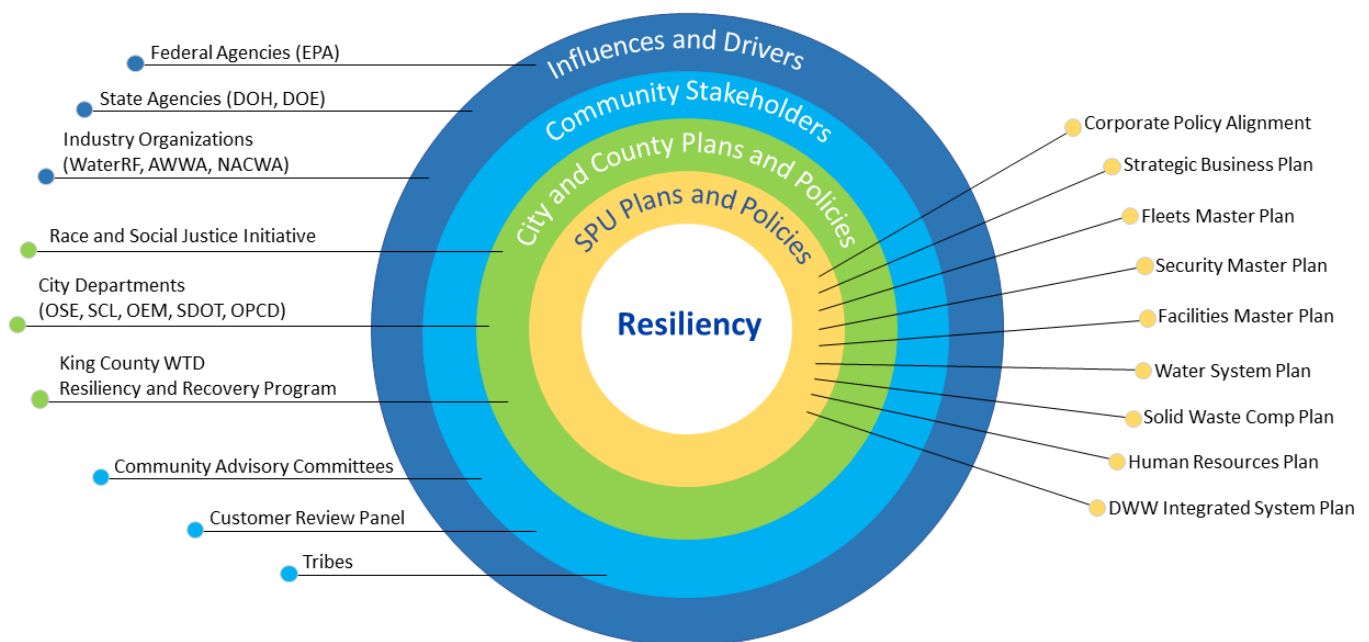 Influences and Drivers
Community Stakeholders
City and County Plans and Policies
SPU Plans and Policies
Resiliency
Federal Agencies (EPA)
State Agencies (DOH, DOE)
Industry Organizations
(WaterRF, AWWA, NACWA)
Race and Social Justice Initiative
City Departments
(OSE, SCL, OEM, SDOT, OPCD)
King County WTD
Resiliency and Recovery Program
Community Advisory Committees
Customer Review Panel
Tribes
Corporate Policy Alignment
Strategic Business Plan
Fleets Master Plan
Security Master Plan
Facilities Master Plan
Water System Plan
Solid Waste Comp Plan
Human Resources Plan
DWW Integrated System Plan